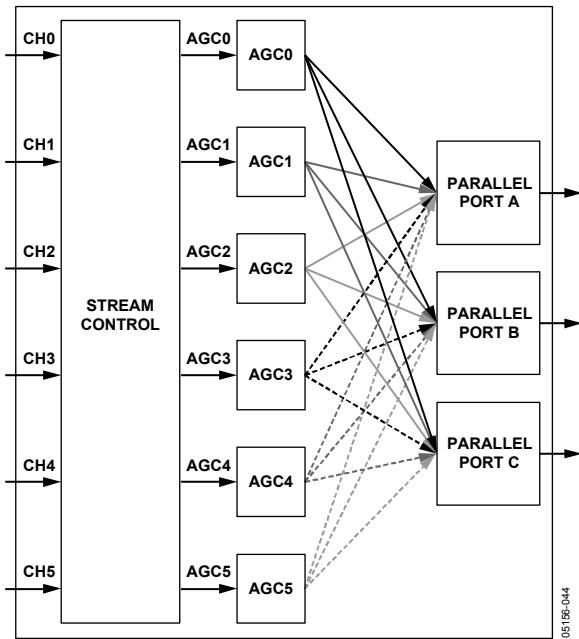 CH0
AGC0
AGC0
CH1
AGC1
AGC1
PARALLEL
PORT A
CH2
AGC2
AGC2
STREAM
CONTROL
PARALLEL
PORT B
CH3
AGC3
AGC3
PARALLEL
PORT C
CH4
AGC4
AGC4
CH5
AGC5
AGC5
05156-044